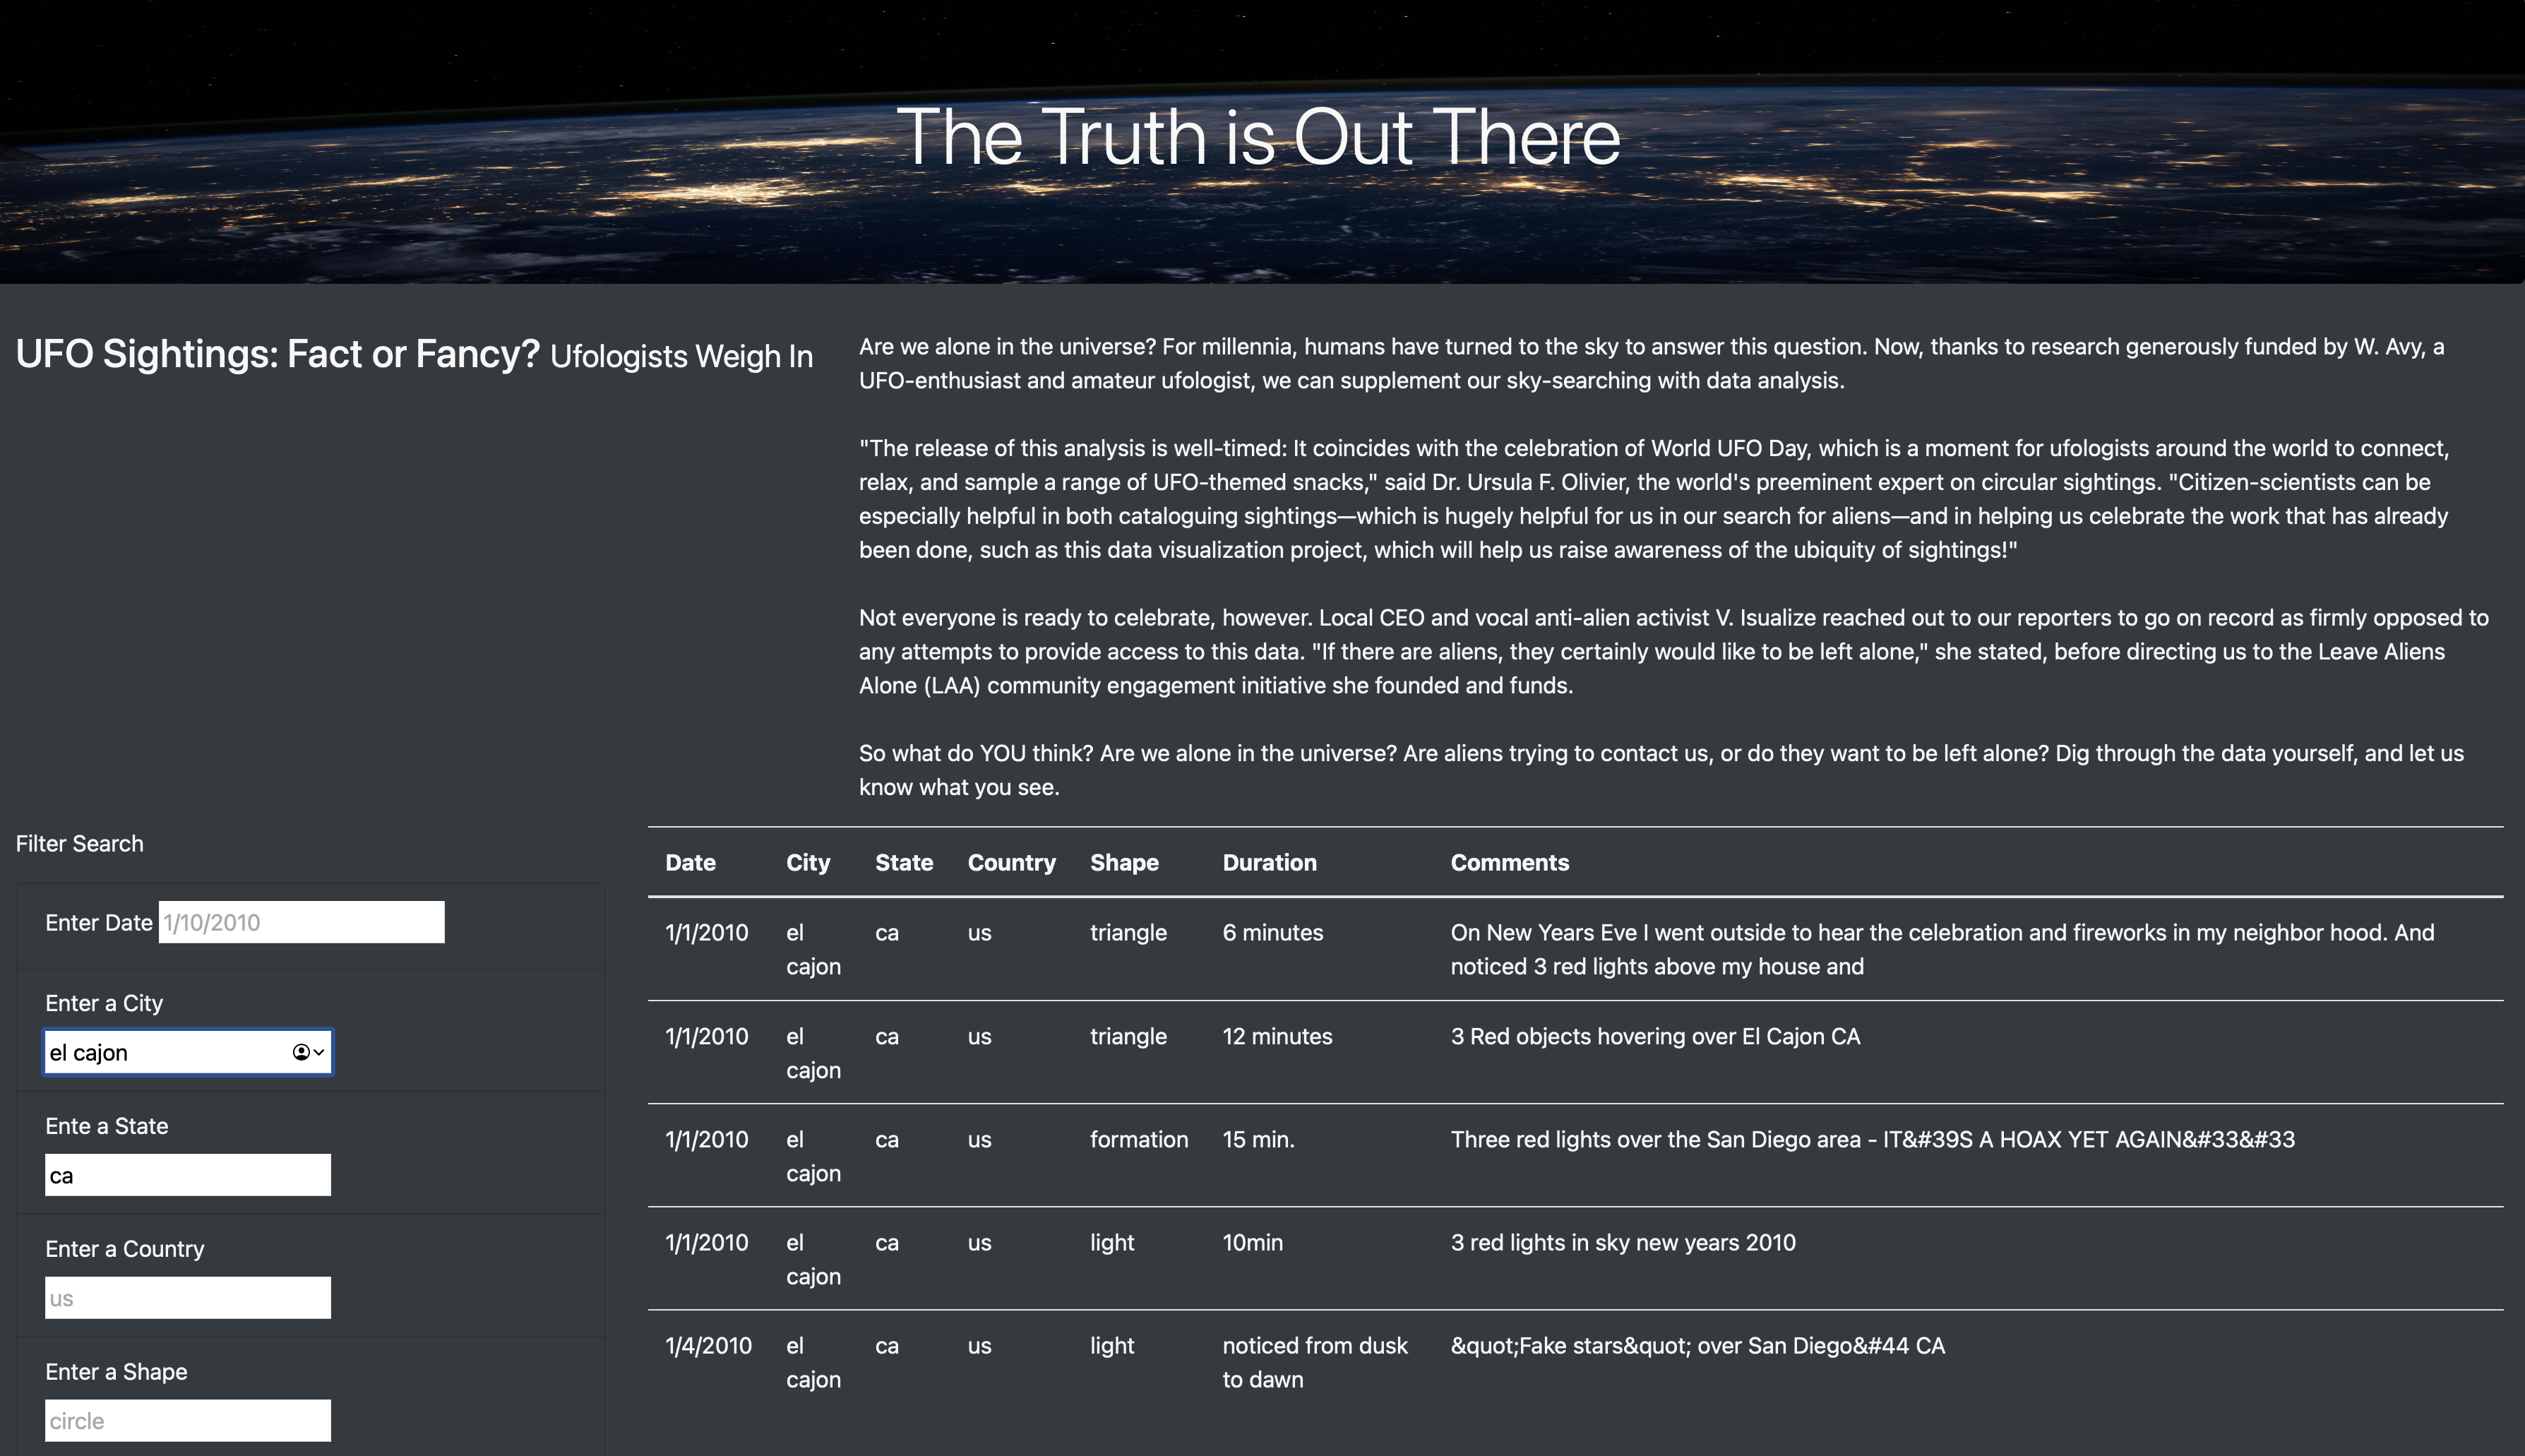 The Truth is Out There
UFO Sightings: Fact or Fancy? Ufologists Weigh In
Are we alone in the universe? For millennia, humans have turned to the sky to answer this question. Now, thanks to research generously funded by W. Avy, a
UFO-enthusiast and amateur ufologist, we can supplement our sky-searching with data analysis.
"The release of this analysis is well-timed: It coincides with the celebration of World UFO Day, which is a moment for ufologists around the world to connect,
relax, and sample a range of UFO-themed snacks," said Dr. Ursula F. Olivier, the world's preeminent expert on circular sightings. "Citizen-scientists can be
especially helpful in both cataloguing sightings—which is hugely helpful for us in our search for aliens—and in helping us celebrate the work that has already
been done, such as this data visualization project, which will help us raise awareness of the ubiquity of sightings!"
Not everyone is ready to celebrate, however. Local CEO and vocal anti-alien activist V. Isualize reached out to our reporters to go on record as firmly opposed to
any attempts to provide access to this data. "If there are aliens, they certainly would like to be left alone," she stated, before directing us to the Leave Aliens
Alone (LAA) community engagement initiative she founded and funds.
So what do YOU think? Are we alone in the universe? Are aliens trying to contact us, or do they want to be left alone? Dig through the data yourself, and let us
know what you see.
Filter Search
Enter Date 1/10/2010
Enter a City
el cajon
Ente a State
ca
Enter a Country
us
Enter a Shape
circle
Date City State Country Shape Duration Comments
1/1/2010 el ca us triangle 6 minutes On New Years Eve I went outside to hear the celebration and fireworks in my neighbor hood. And
cajon noticed 3 red lights above my house and
1/1/2010 el ca us triangle 12 minutes 3 Red objects hovering over El Cajon CA
cajon
1/1/2010 el ca us formation 15 min. Three red lights over the San Diego area - IT&#39S A HOAX YET AGAIN&#33&#33
cajon
1/1/2010 el ca us light 10min 3 red lights in sky new years 2010
cajon
1/4/2010 el ca us light noticed from dusk &quot;Fake stars&quot; over San Diego&#44 CA
cajon to dawn